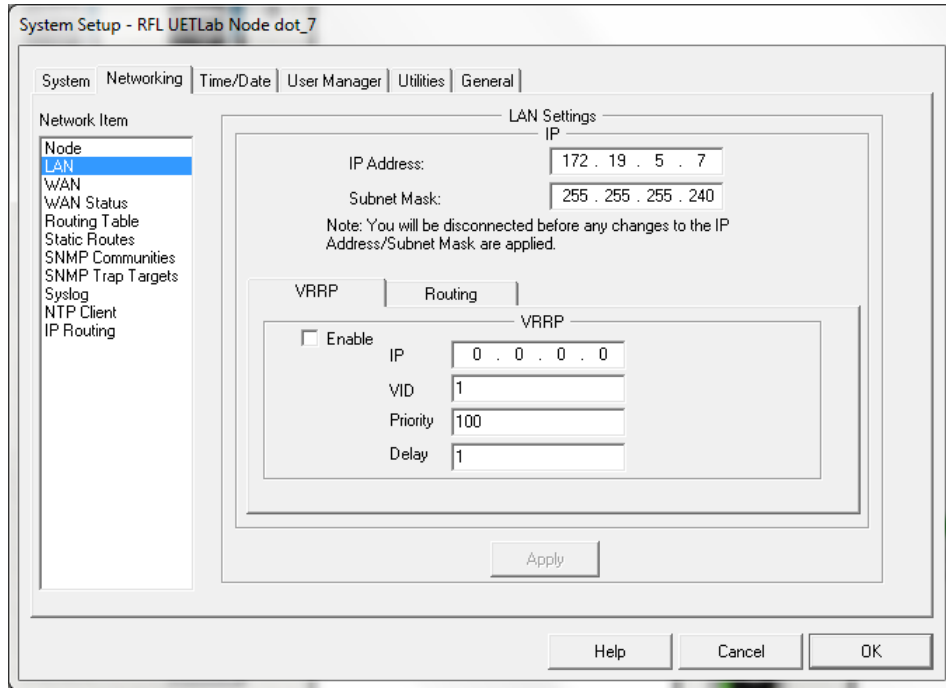 System Setup - RFL UETLab Node dot_7
System Networking Time/Date User Manager Utilities General
Network Item
Node
LAN
WAN
WAN Status
Routing Table
Static Routes
SNMP Communities
SNMP Trap Targets
Syslog
NTP Client
IP Routing
LAN Settings
IP
IP Address: 172 . 19 . 5 . 7
Subnet Mask: 255 . 255 . 255 . 240
Note: You will be disconnected before any changes to the IP
Address/Subnet Mask are applied.
VRRP Routing
VRRP
Enable
IP 0 . 0 . 0 . 0
VID 1
Priority 100
Delay 1
Apply
Help Cancel OK